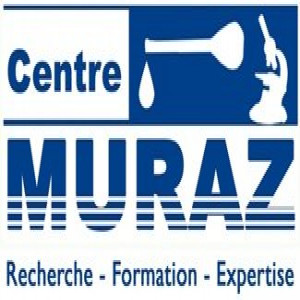 Centre
MURAZ
Recherche - Formation - Expertise